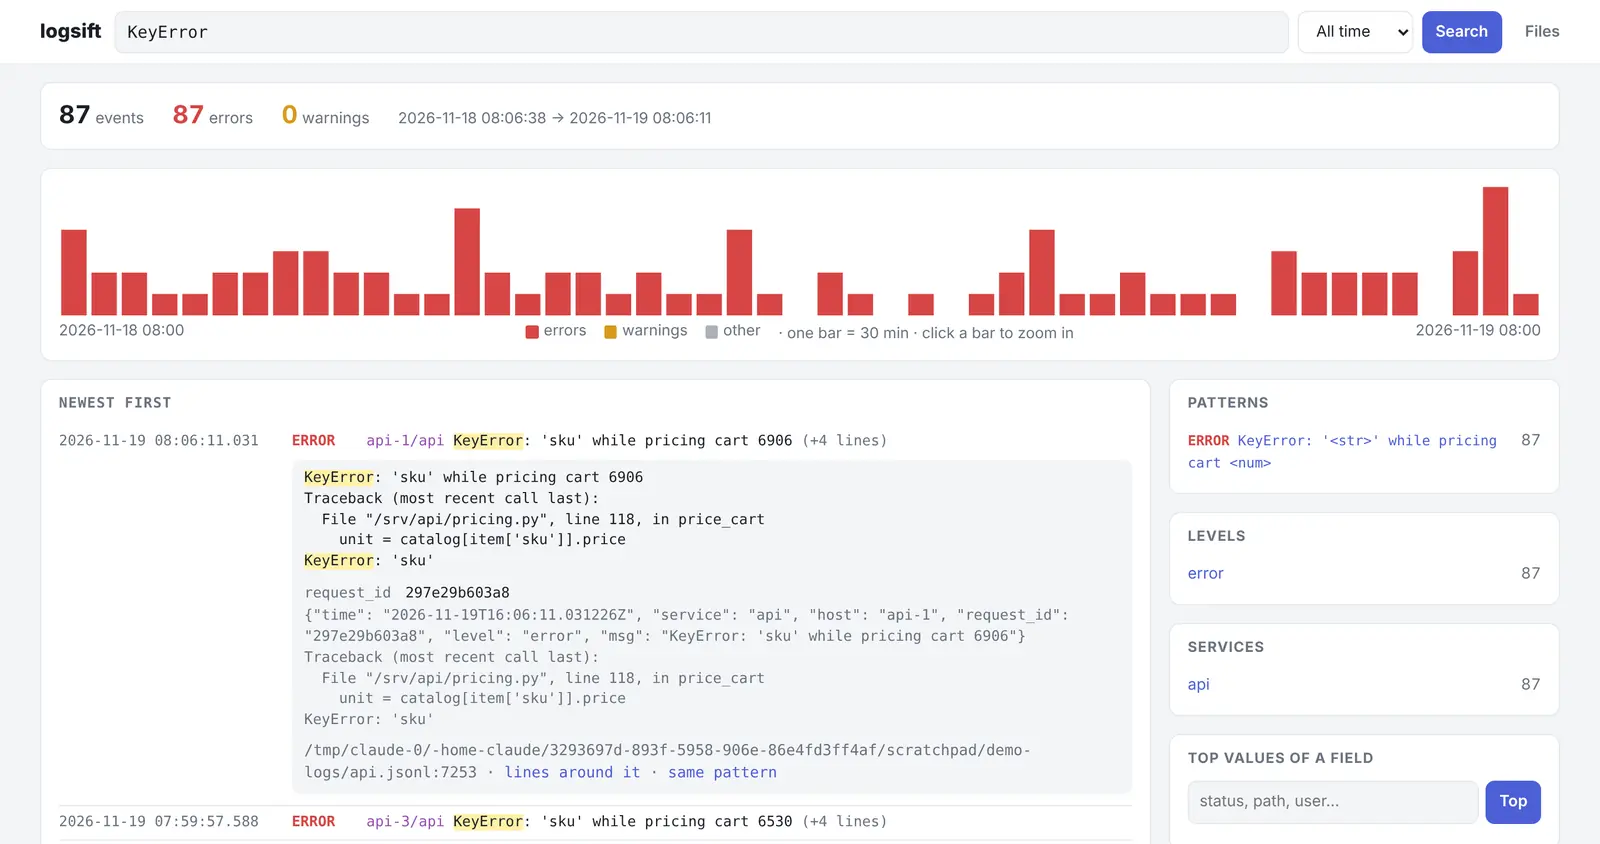 logsift KeyError All time Search Files
87 events 87 errors 0 warnings 2026-11-18 08:06:38 → 2026-11-19 08:06:11
2026-11-18 08:00 errors warnings other · one bar = 30 min · click a bar to zoom in 2026-11-19 08:00
NEWEST FIRST
2026-11-19 08:06:11.031 ERROR api-1/api KeyError: 'sku' while pricing cart 6906 (+4 lines)
KeyError: 'sku' while pricing cart 6906
Traceback (most recent call last):
File "/srv/api/pricing.py", line 118, in price_cart
unit = catalog[item['sku']].price
KeyError: 'sku'
request_id 297e29b603a8
{"time": "2026-11-19T16:06:11.031226Z", "service": "api", "host": "api-1", "request_id":
"297e29b603a8", "level": "error", "msg": "KeyError: 'sku' while pricing cart 6906"}
Traceback (most recent call last):
File "/srv/api/pricing.py", line 118, in price_cart
unit = catalog[item['sku']].price
KeyError: 'sku'
/tmp/claude-0/-home-claude/3293697d-893f-5958-906e-86e4fd3ff4af/scratchpad/demo-
logs/api.jsonl:7253 · lines around it · same pattern
2026-11-19 07:59:57.588 ERROR api-3/api KeyError: 'sku' while pricing cart 6530 (+4 lines)
PATTERNS
ERROR KeyError: '<str>' while pricing 87
cart <num>
LEVELS
error 87
SERVICES
api 87
TOP VALUES OF A FIELD
status, path, user... Top